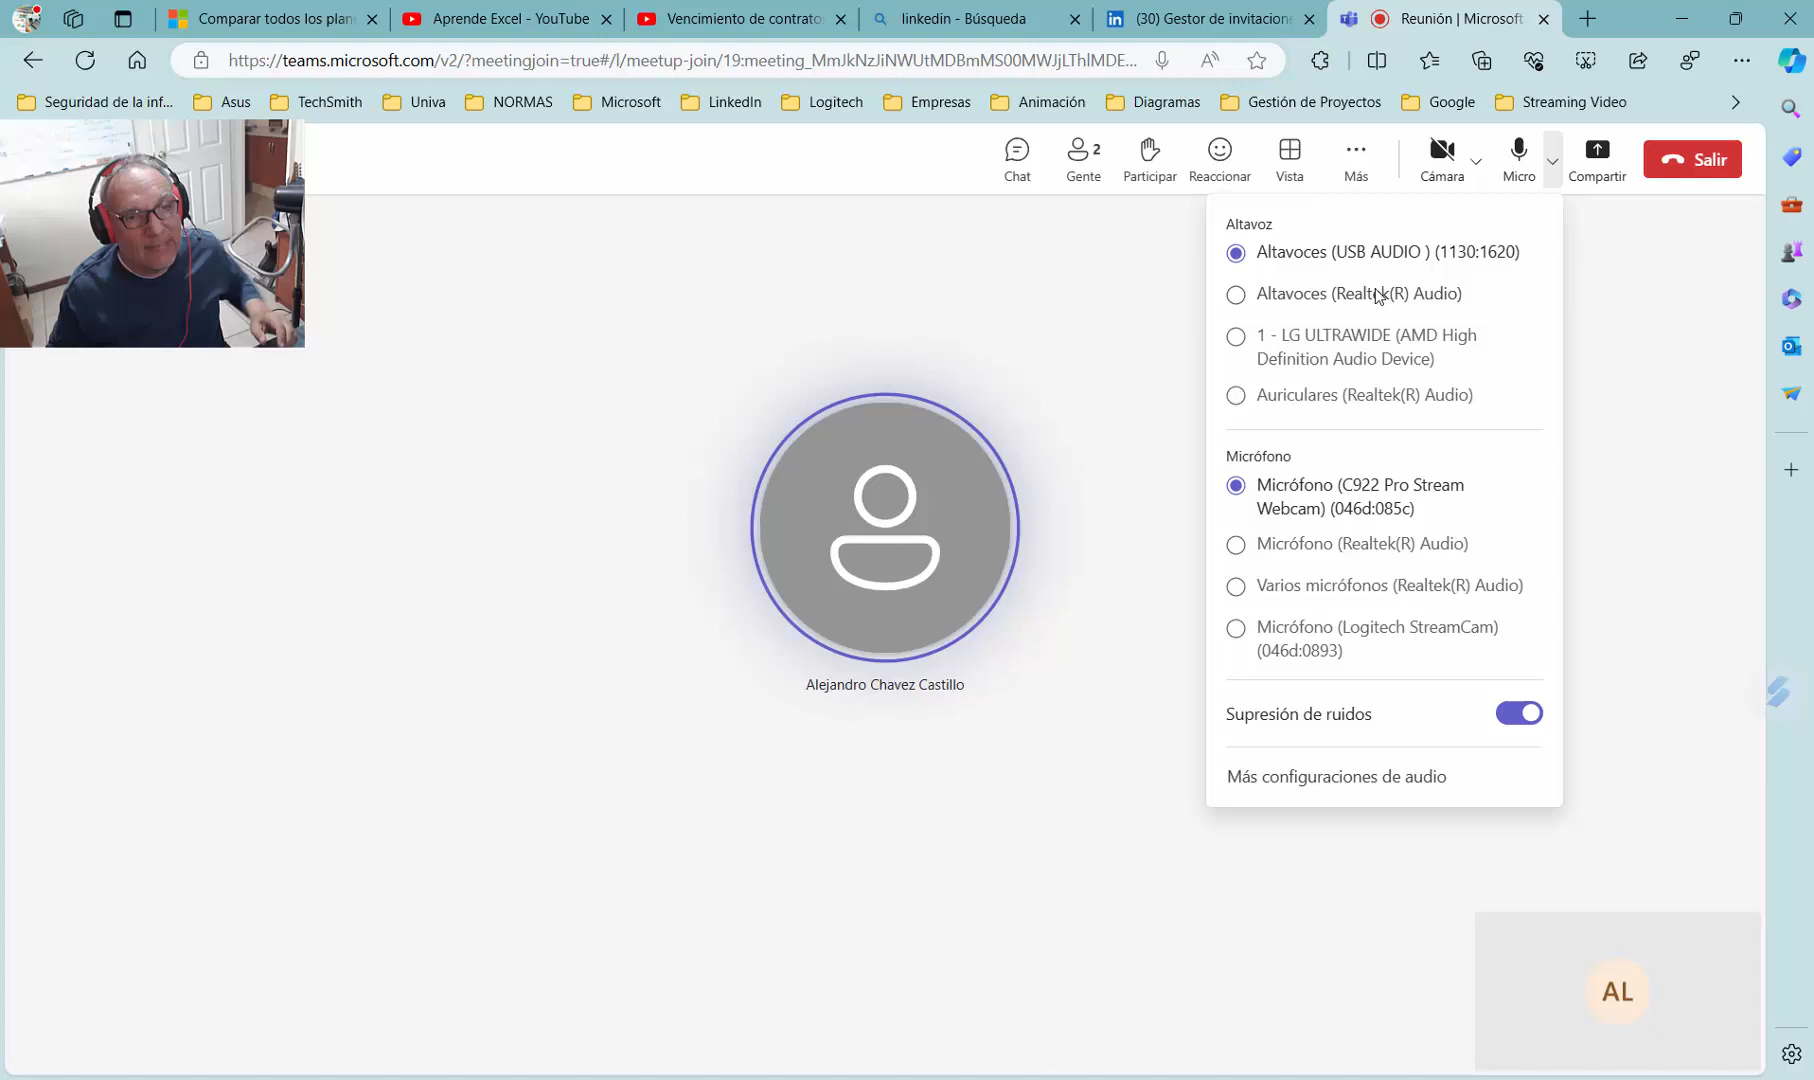 Comparar todos los plan
Aprende Excel - YouTube
Vencimiento de contrato
linkedin - Búsqueda
(30) Gestor de invitacione
Reunión | Microsoft
https://teams.microsoft.com/v2/?meetingjoin=true#/l/meetup-join/19:meeting_MmJkNzJiNWUtMDBmMS00MWJjLThlMDE...
Seguridad de la inf...
Asus
TechSmith
Univa
NORMAS
Microsoft
LinkedIn
Logitech
Empresas
Animación
Diagramas
Gestión de Proyectos
Google
Streaming Video
Chat
Gente
2
Participar
Reaccionar
Vista
Más
Cámara
Micro
Compartir
Salir
Altavoz
Altavoces (USB AUDIO ) (1130:1620)
Altavoces (Realtek(R) Audio)
1 - LG ULTRAWIDE (AMD High
Definition Audio Device)
Auriculares (Realtek(R) Audio)
Micrófono
Micrófono (C922 Pro Stream
Webcam) (046d:085c)
Micrófono (Realtek(R) Audio)
Varios micrófonos (Realtek(R) Audio)
Micrófono (Logitech StreamCam)
(046d:0893)
Supresión de ruidos
Más configuraciones de audio
Alejandro Chavez Castillo
AL